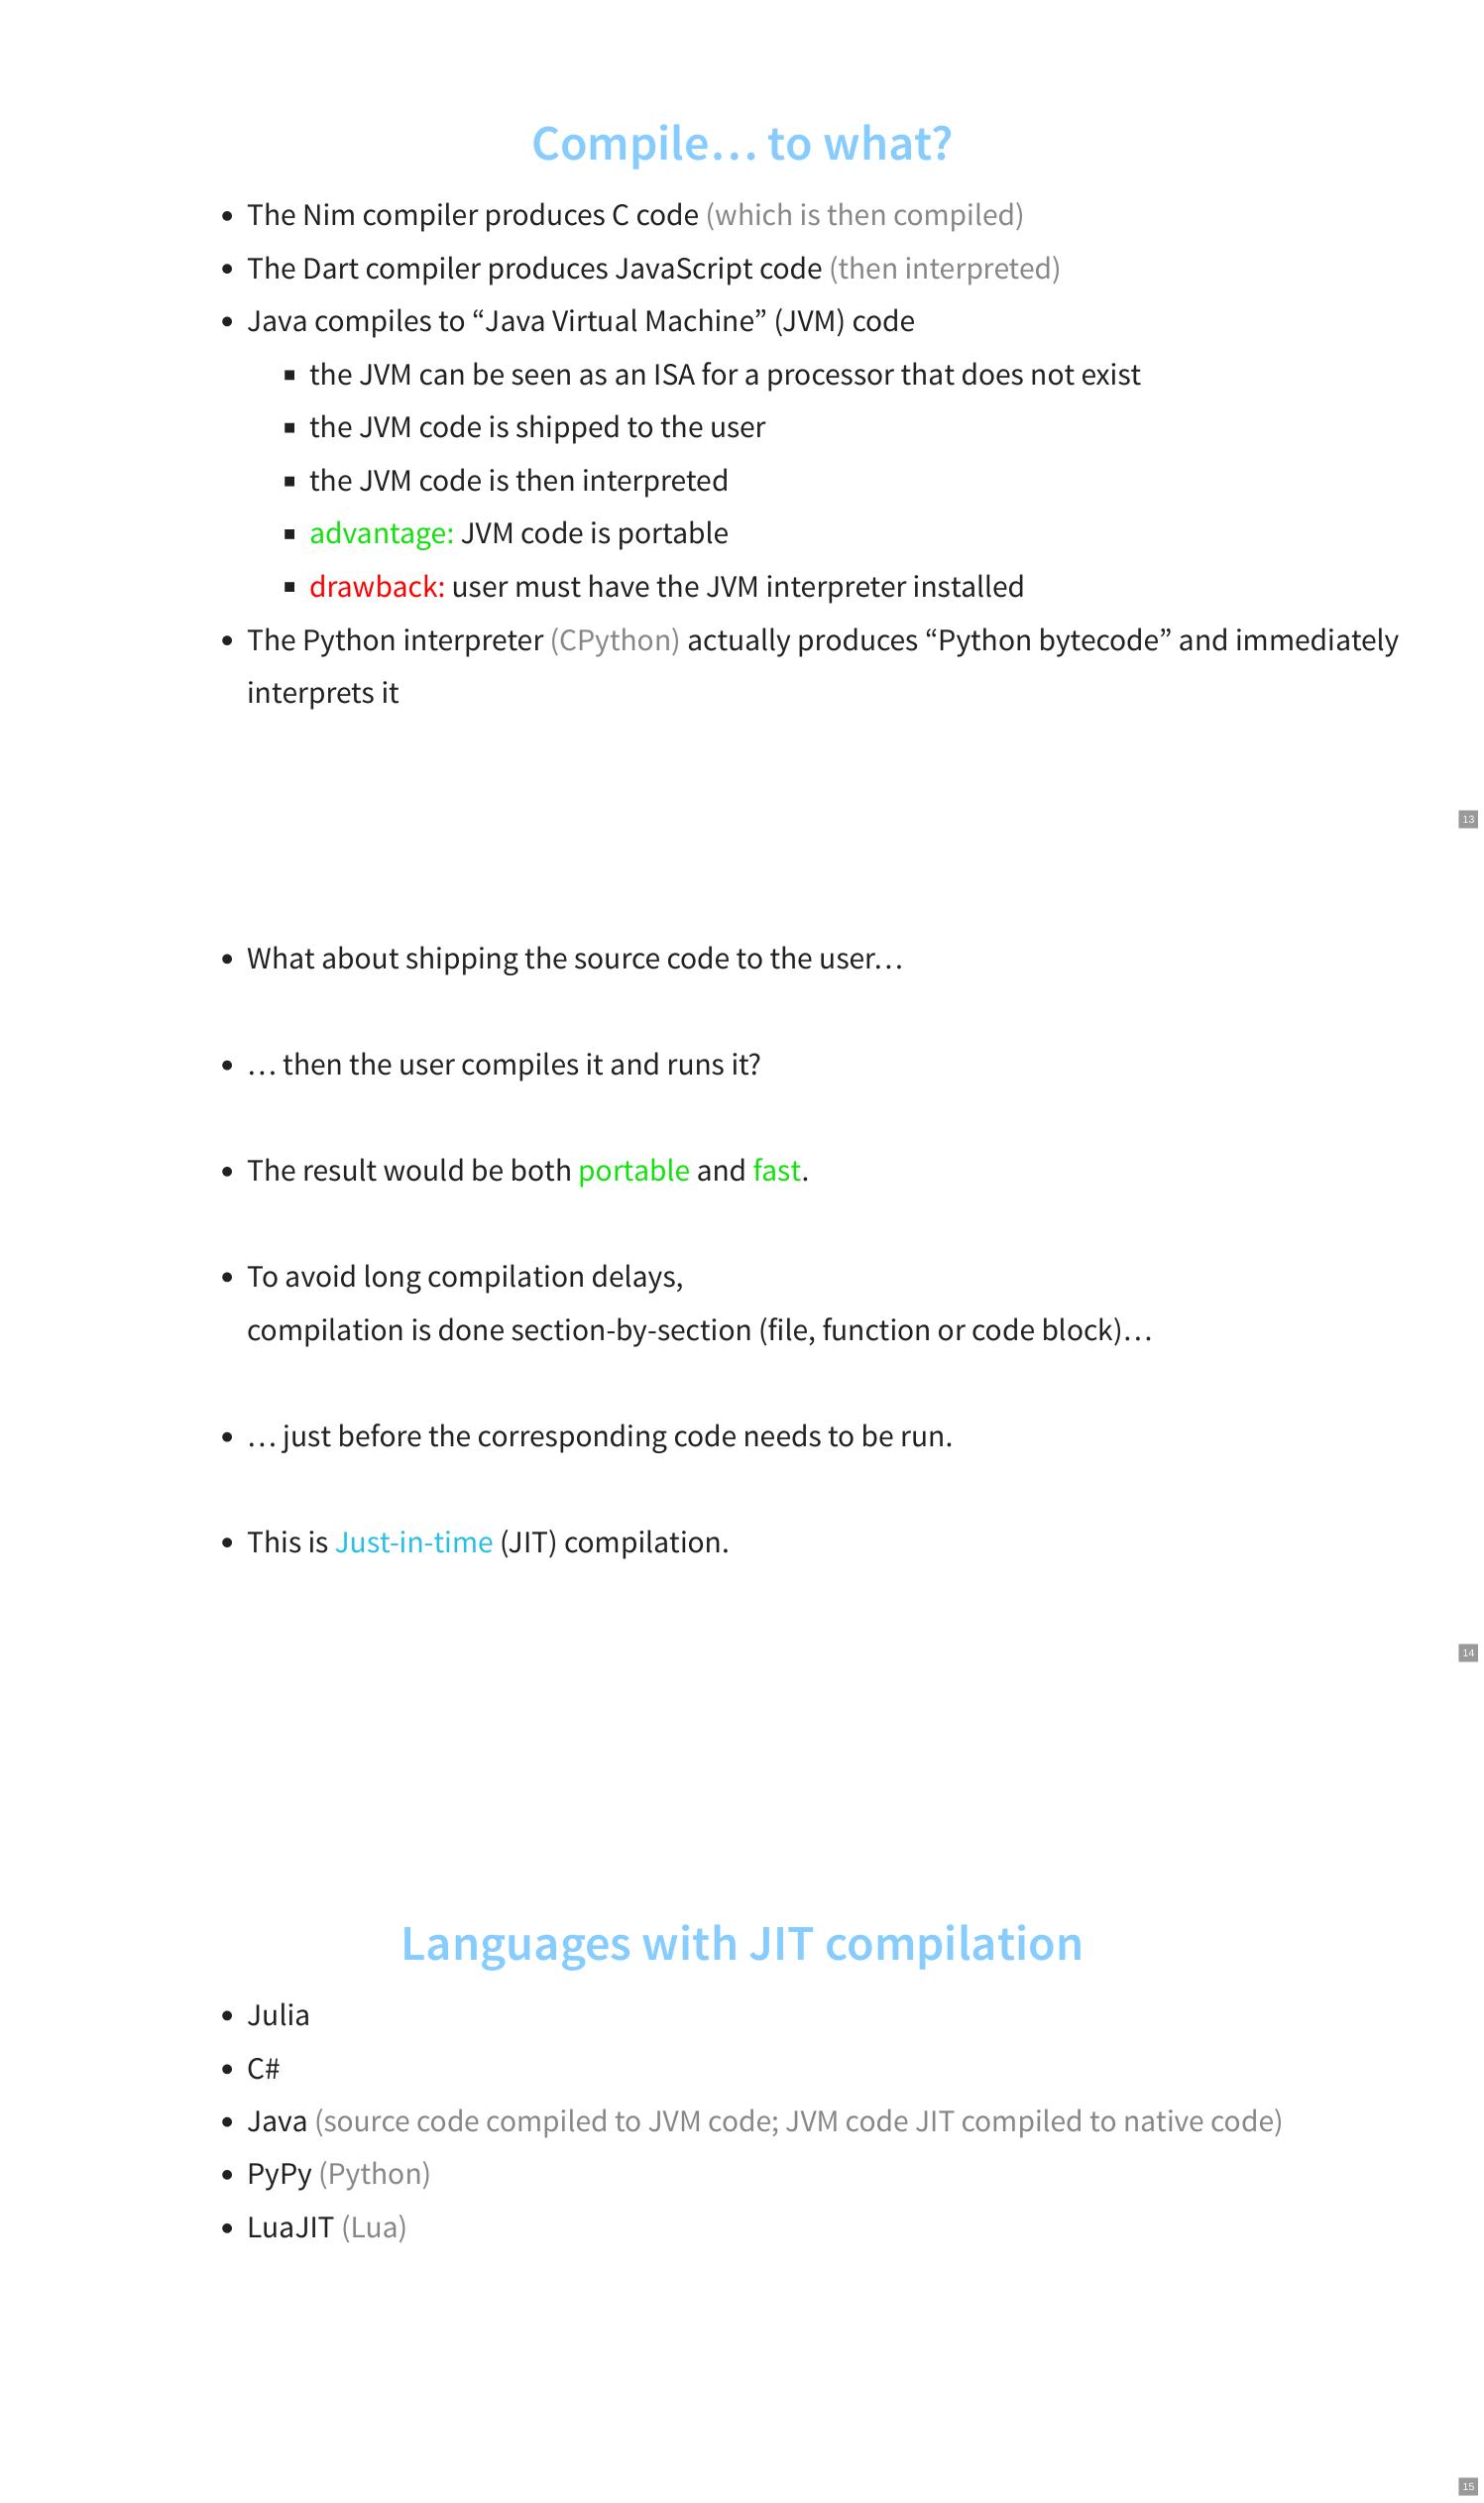 Compile… to what?
• The Nim compiler produces C code (which is then compiled)
• The Dart compiler produces JavaScript code (then interpreted)
• Java compiles to “Java Virtual Machine” (JVM) code
▪ the JVM can be seen as an ISA for a processor that does not exist
▪ the JVM code is shipped to the user
▪ the JVM code is then interpreted
▪ advantage: JVM code is portable
▪ drawback: user must have the JVM interpreter installed
• The Python interpreter (CPython) actually produces “Python bytecode” and immediately
interprets it
13
• What about shipping the source code to the user…
• … then the user compiles it and runs it?
• The result would be both portable and fast.
• To avoid long compilation delays,
compilation is done section-by-section (file, function or code block)…
• … just before the corresponding code needs to be run.
• This is Just-in-time (JIT) compilation.
14
Languages with JIT compilation
• Julia
• C#
• Java (source code compiled to JVM code; JVM code JIT compiled to native code)
• PyPy (Python)
• LuaJIT (Lua)
15